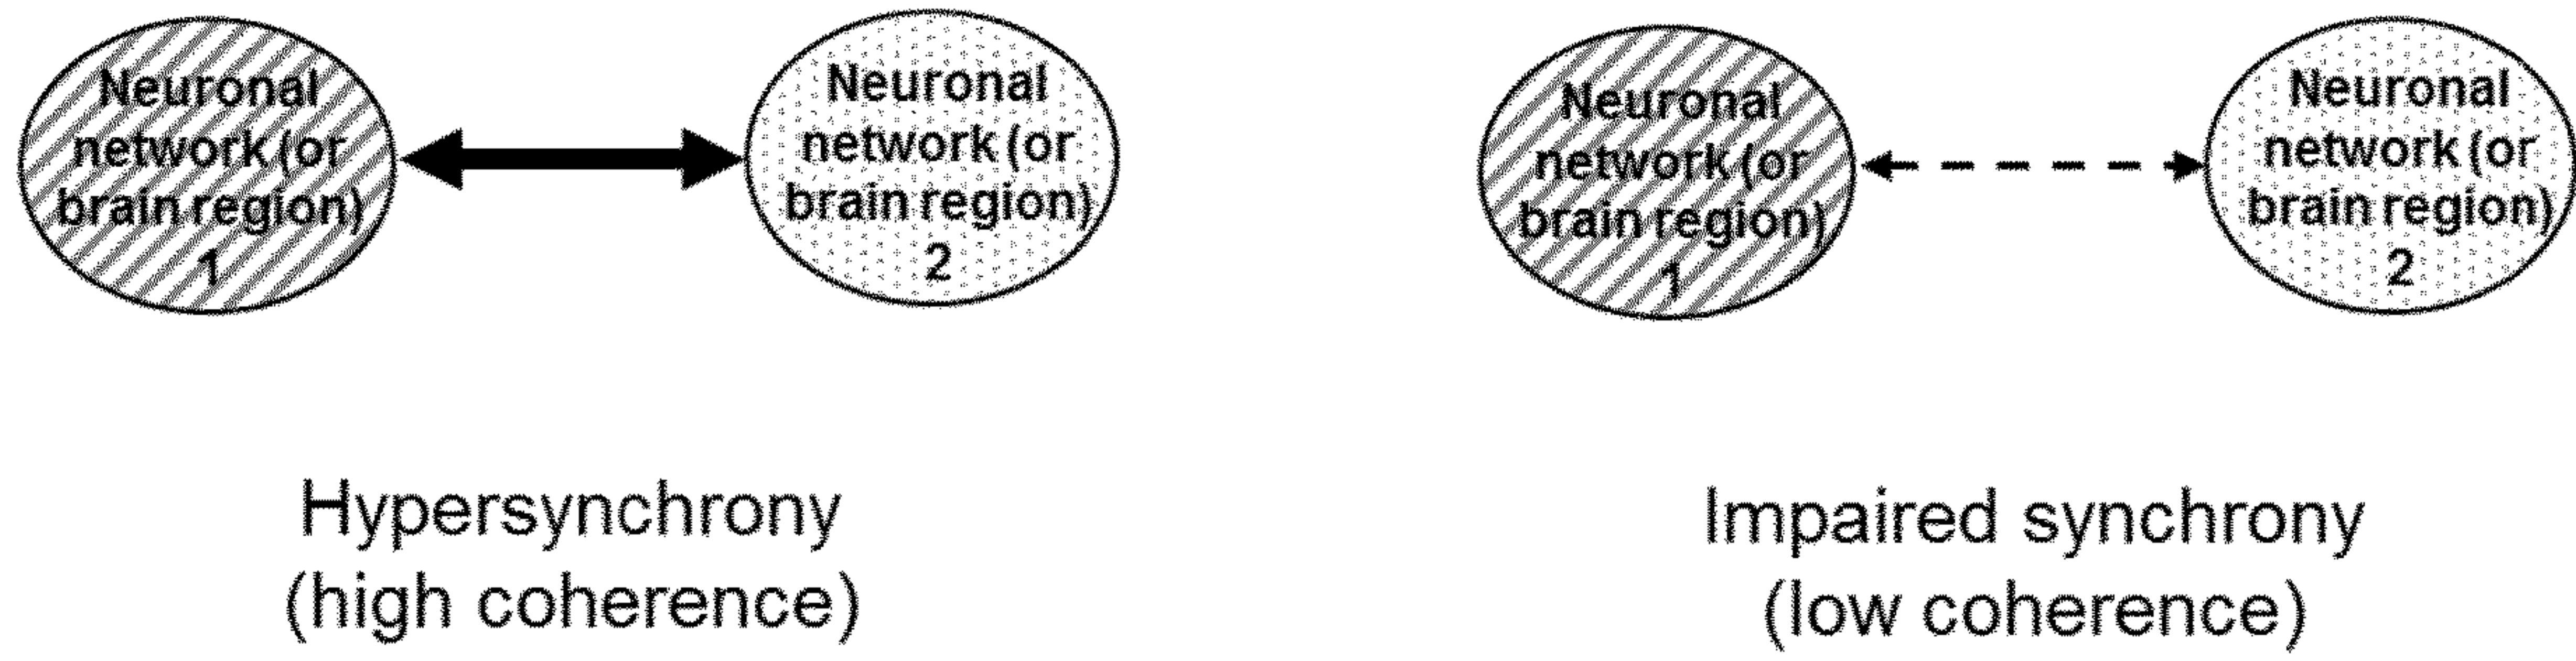 Neuronal
network (or
brain region)
1
Neuronal
network (or
brain region)
2
Hypersynchrony
(high coherence)
Neuronal
network (or
brain region)
1
Neuronal
network (or
brain region)
2
Impaired synchrony
(low coherence)